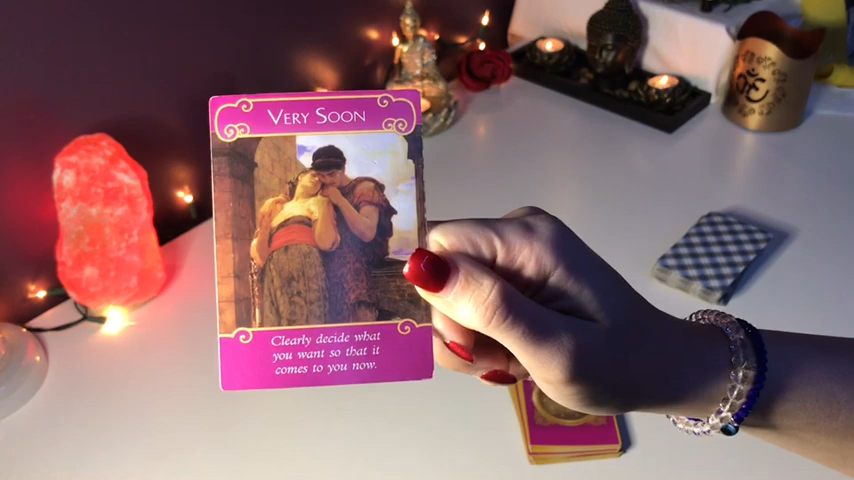 VERY SOON
Clearly decide what
you want so that it
comes to you now.
ॐ